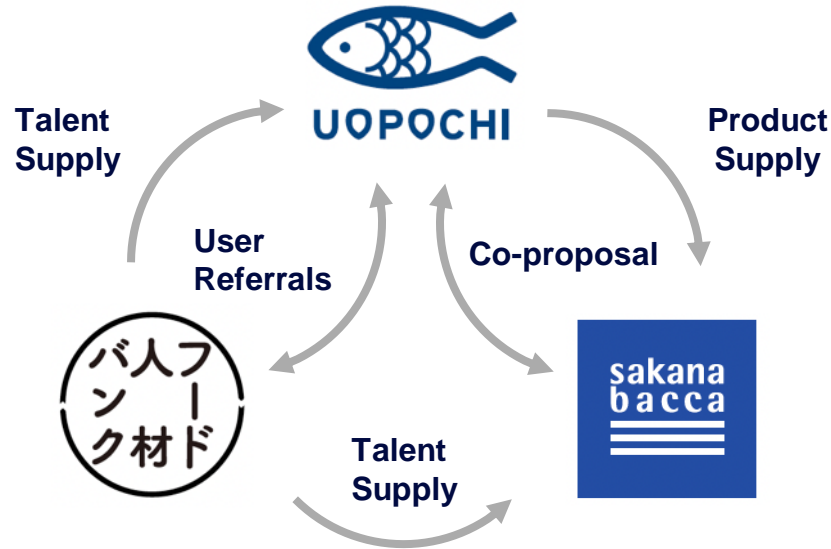 UOPOCHI
Talent
Supply
Product
Supply
User
Referrals
Co-proposal
フード
人材
バンク
sakana
bacca
Talent
Supply